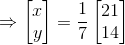 ⇒ [x y] = 1/7 [21 14]